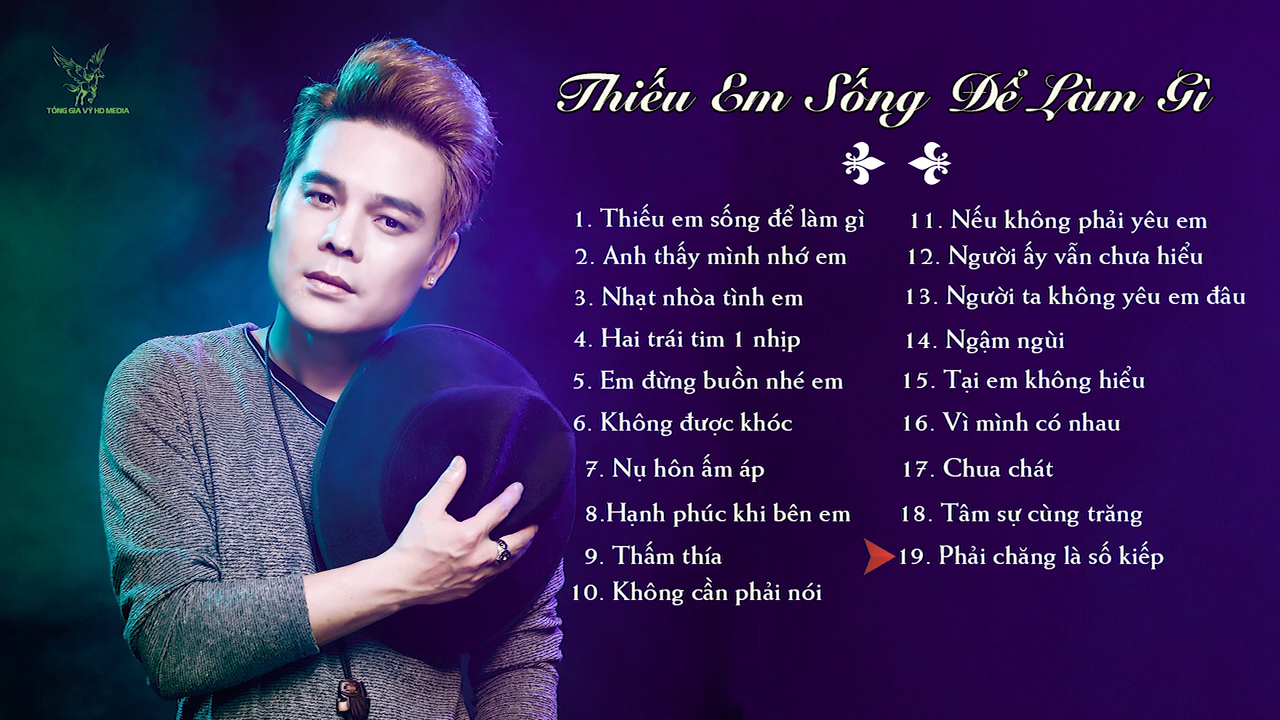 TỐNG GIA VỸ HD MEDIA
Thiếu Em Sống Để Làm Gì
1. Thiếu em sống để làm gì
2. Anh thấy mình nhớ em
3. Nhạt nhòa tình em
4. Hai trái tim 1 nhịp
5. Em đừng buồn nhé em
6. Không được khóc
7. Nụ hôn ấm áp
8.Hạnh phúc khi bên em
9. Thấm thía
10. Không cần phải nói
11. Nếu không phải yêu em
12. Người ấy vẫn chưa hiểu
13. Người ta không yêu em đâu
14. Ngậm ngùi
15. Tại em không hiểu
16. Vì mình có nhau
17. Chua chát
18. Tâm sự cùng trăng
19. Phải chăng là số kiếp